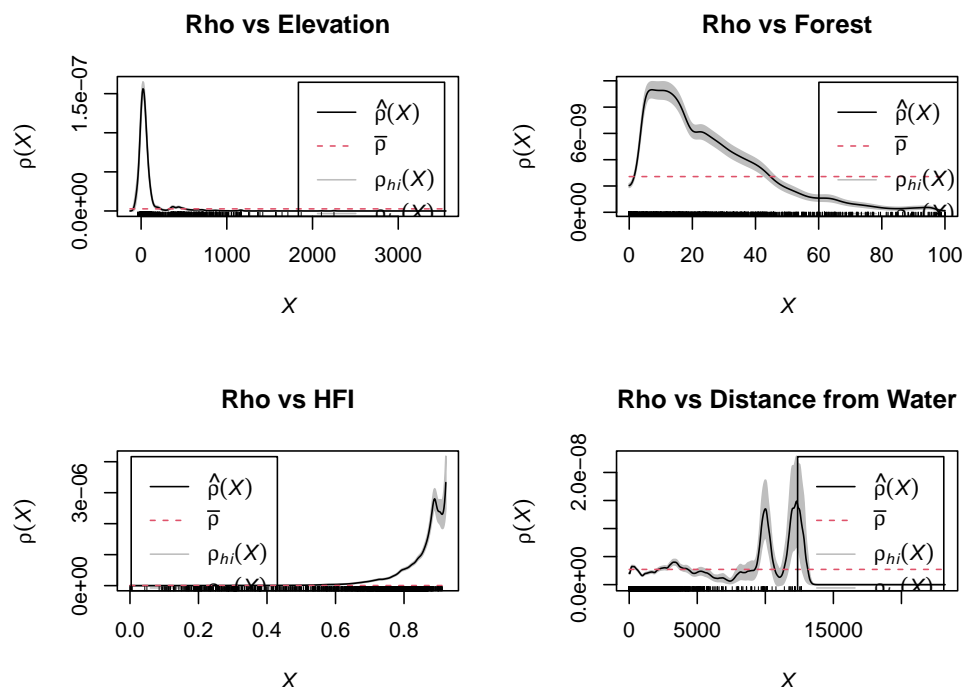 Rho vs Elevation
ρ(X)
0.0e+00 1.5e−07
ρ̂(X)
ρ̄
ρhi(X)
(X)
0 1000 2000 3000
X
Rho vs Forest
ρ(X)
0e+00 6e−09
ρ̂(X)
ρ̄
ρhi(X)
(X)
0 20 40 60 80 100
X
Rho vs HFI
ρ(X)
0e+00 3e−06
ρ̂(X)
ρ̄
ρhi(X)
(X)
0.0 0.2 0.4 0.6 0.8
X
Rho vs Distance from Water
ρ(X)
0.0e+00 2.0e−08
ρ̂(X)
ρ̄
ρhi(X)
(X)
0 5000 15000
X